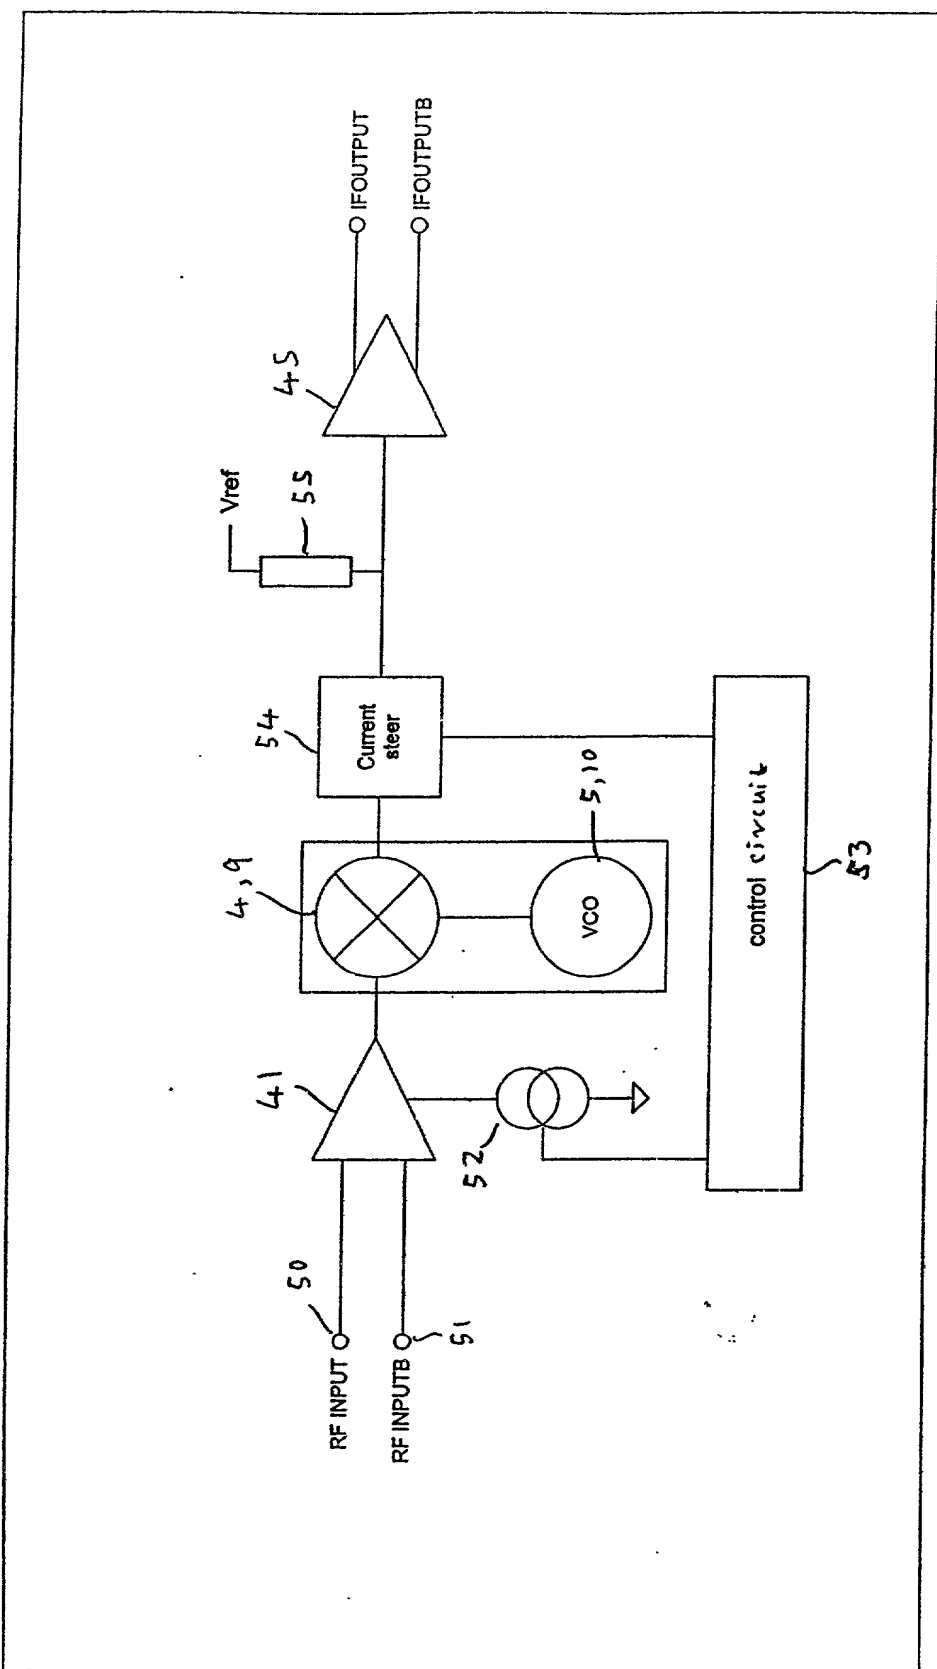 RF INPUT
50
RF INPUTB
51
41
52
4,9
VCO
5,10
54
Current
steer
control circuit
53
Vref
55
45
IFOUTPUT
IFOUTPUTB